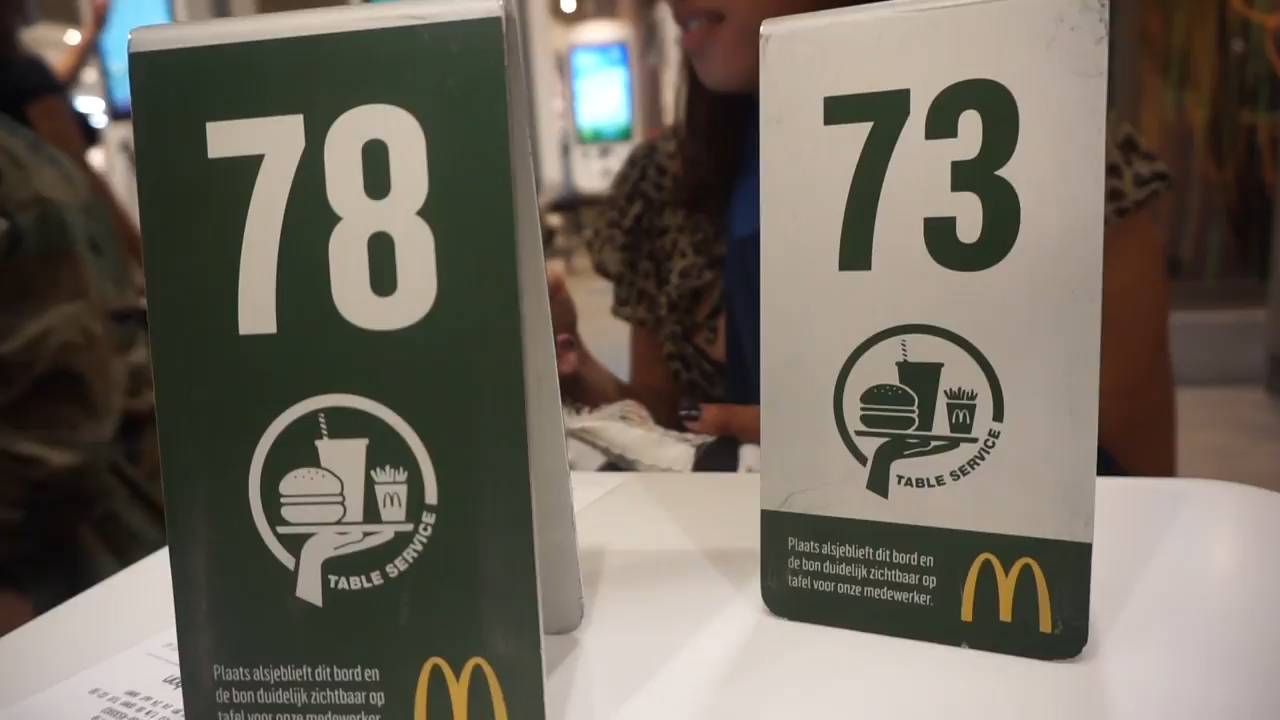 78
TABLE SERVICE
Plaats alsjeblieft dit bord en
de bon duidelijk zichtbaar op
tafel voor onze medewerker.
73
TABLE SERVICE
Plaats alsjeblieft dit bord en
de bon duidelijk zichtbaar op
tafel voor onze medewerker.